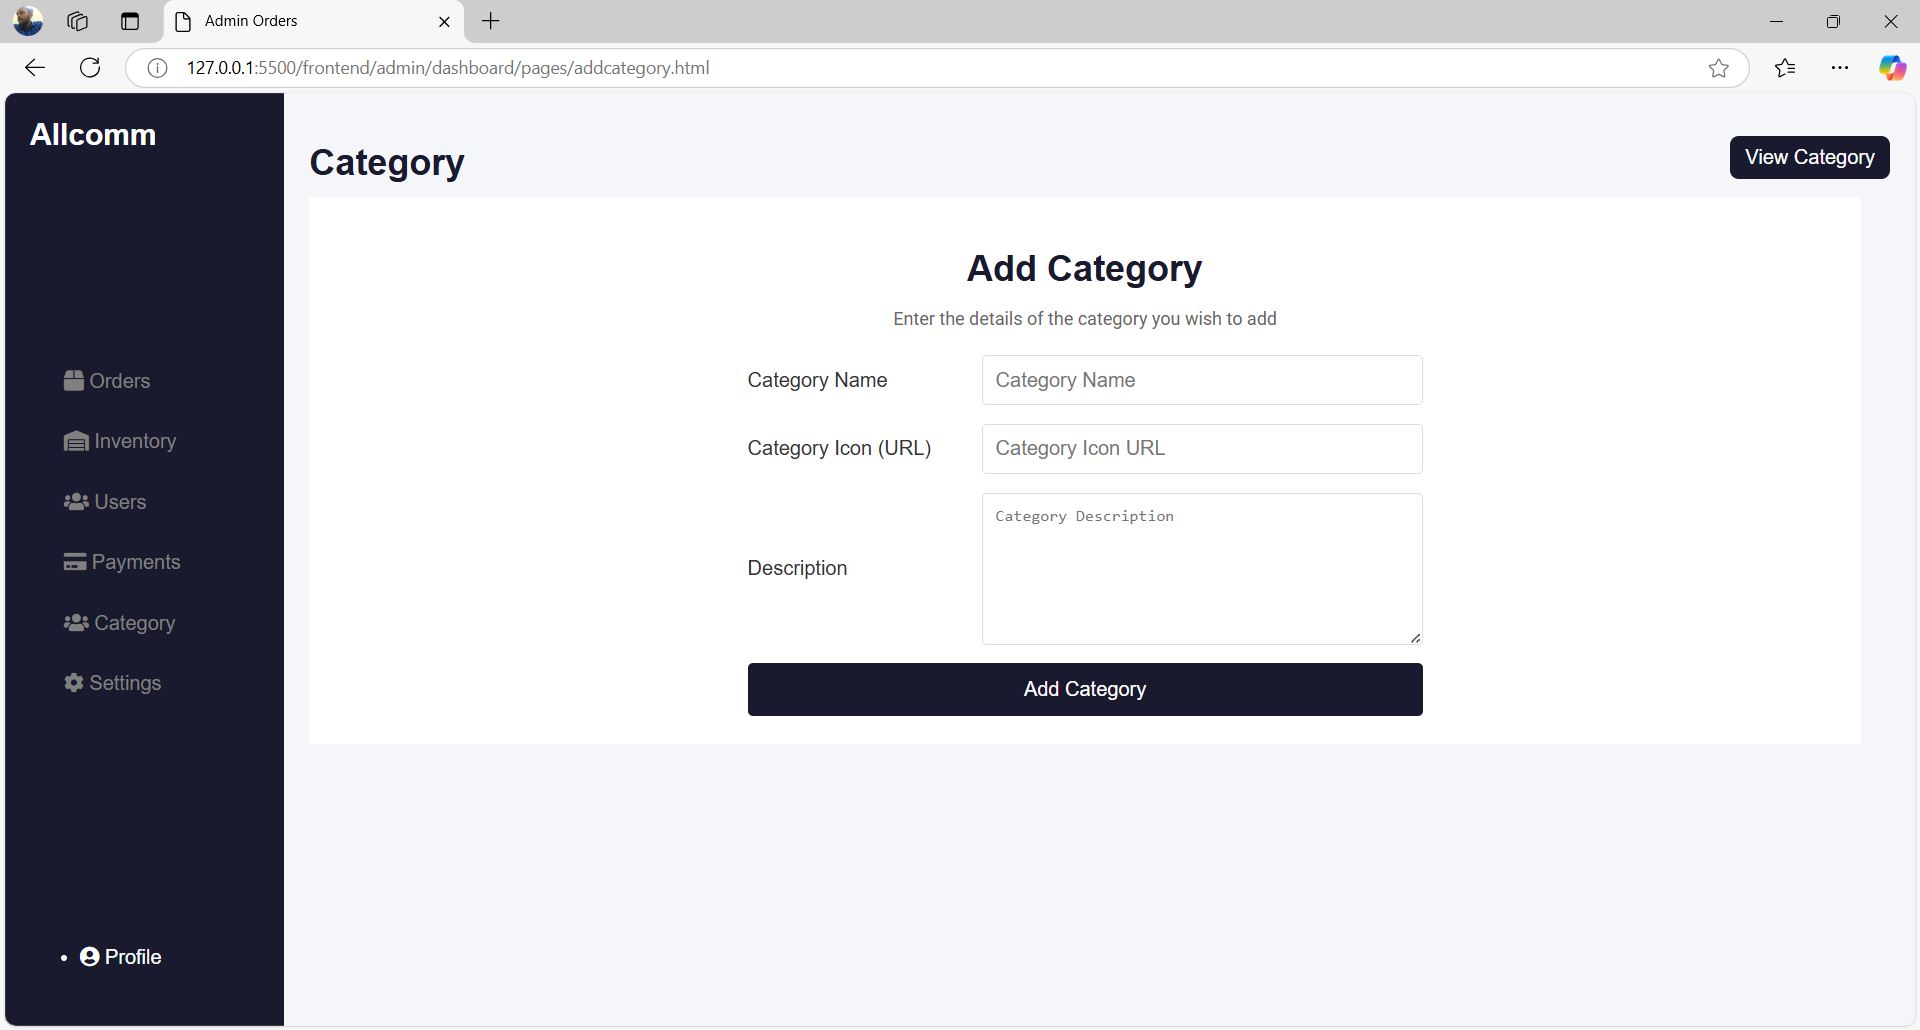 Admin Orders
127.0.0.1:5500/frontend/admin/dashboard/pages/addcategory.html
Allcomm
Category
View Category
Add Category
Enter the details of the category you wish to add
Category Name
Category Name
Category Icon (URL)
Category Icon URL
Description
Category Description
Add Category
Orders
Inventory
Users
Payments
Category
Settings
Profile